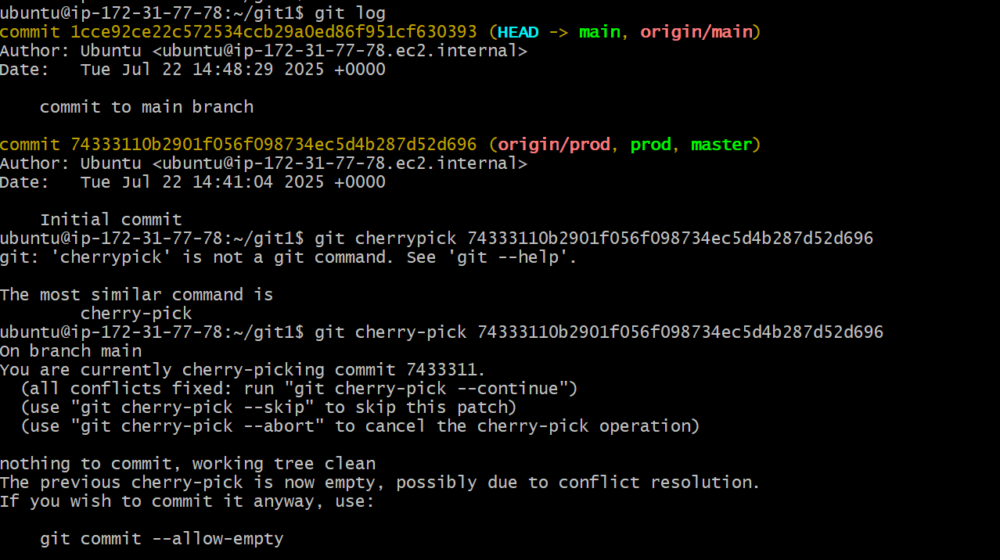 ubuntu@ip-172-31-77-78:~/git1$ git log
commit 1cce92ce22c572534ccb29a0ed86f951cf630393 (HEAD -> main, origin/main)
Author: Ubuntu <ubuntu@ip-172-31-77-78.ec2.internal>
Date:   Tue Jul 22 14:48:29 2025 +0000

    commit to main branch

commit 74333110b2901f056f098734ec5d4b287d52d696 (origin/prod, prod, master)
Author: Ubuntu <ubuntu@ip-172-31-77-78.ec2.internal>
Date:   Tue Jul 22 14:41:04 2025 +0000

    Initial commit
ubuntu@ip-172-31-77-78:~/git1$ git cherrypick 74333110b2901f056f098734ec5d4b287d52d696
git: 'cherrypick' is not a git command. See 'git --help'.

The most similar command is
        cherry-pick
ubuntu@ip-172-31-77-78:~/git1$ git cherry-pick 74333110b2901f056f098734ec5d4b287d52d696
On branch main
You are currently cherry-picking commit 7433311.
  (all conflicts fixed: run "git cherry-pick --continue")
  (use "git cherry-pick --skip" to skip this patch)
  (use "git cherry-pick --abort" to cancel the cherry-pick operation)

nothing to commit, working tree clean
The previous cherry-pick is now empty, possibly due to conflict resolution.
If you wish to commit it anyway, use:

    git commit --allow-empty